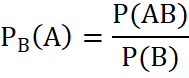 P_B(A) = P(AB) / P(B)